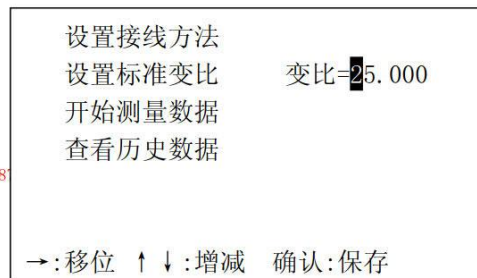 设置接线方法
设置标准变比 变比=25.000
开始测量数据
查看历史数据
87
→:移位 ↑↓:增减 确认:保存